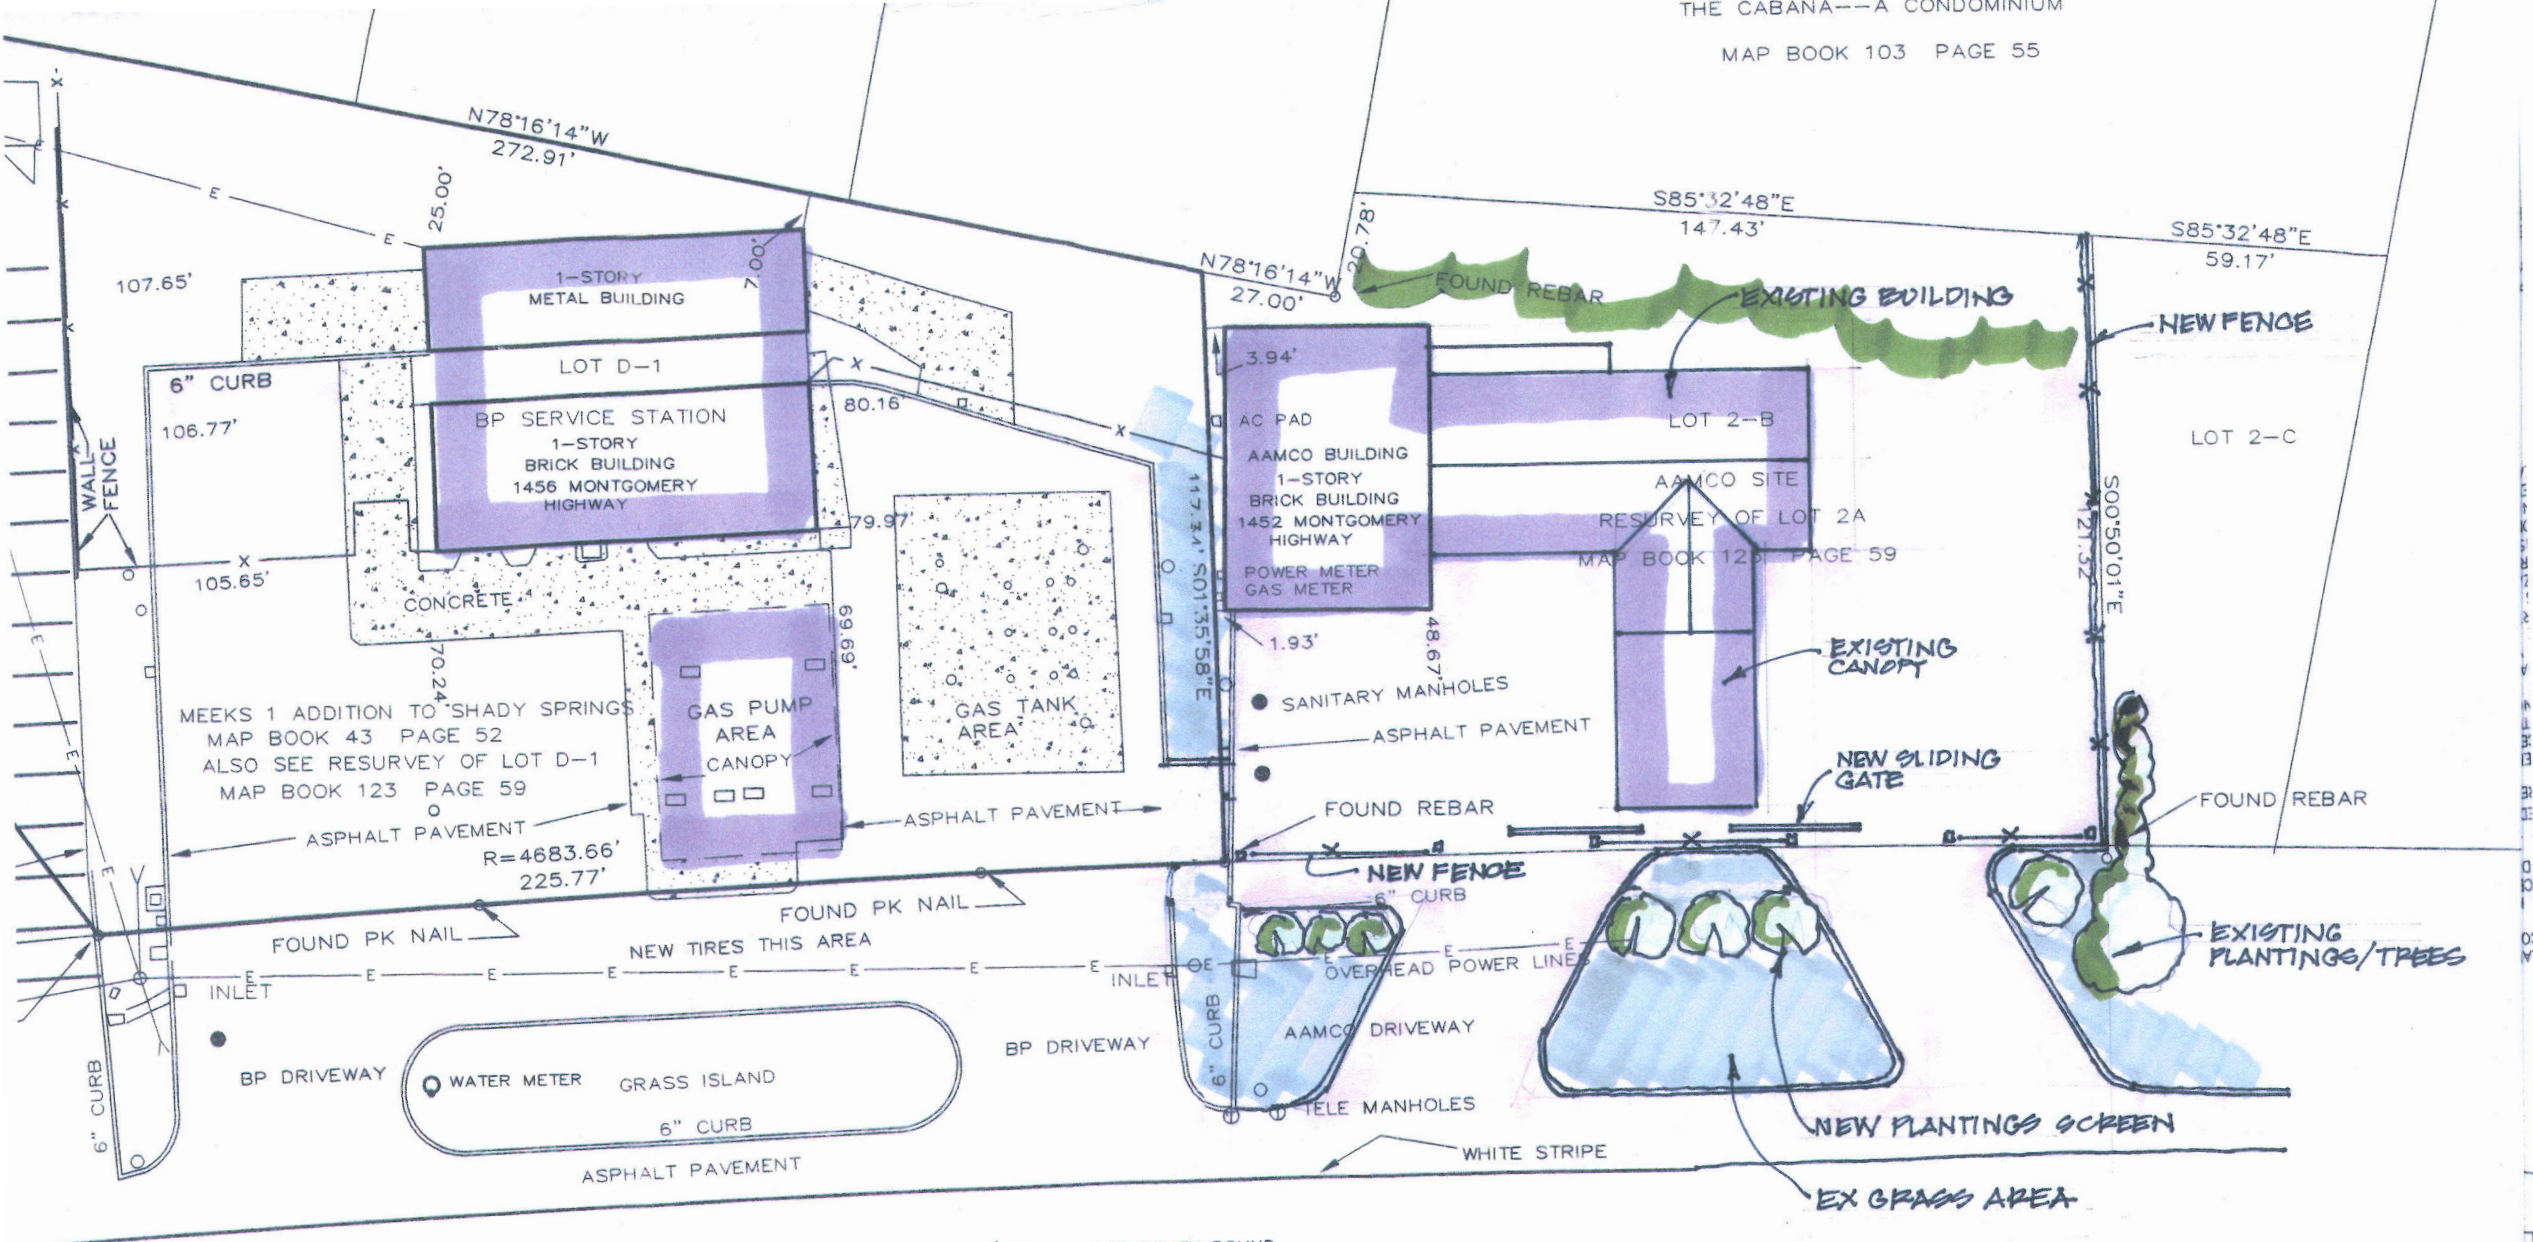 THE CABANA--A CONDOMINIUM
MAP BOOK 103 PAGE 55
N78°16'14"W
272.91'
25.00'
7.00'
107.65'
1-STORY
METAL BUILDING
LOT D-1
6" CURB
106.77'
BP SERVICE STATION
1-STORY
BRICK BUILDING
1456 MONTGOMERY
HIGHWAY
80.16'
79.97'
WALL
FENCE
105.65'
CONCRETE
70.24'
69.69'
MEEKS 1 ADDITION TO SHADY SPRINGS
MAP BOOK 43 PAGE 52
ALSO SEE RESURVEY OF LOT D-1
MAP BOOK 123 PAGE 59
ASPHALT PAVEMENT
GAS PUMP
AREA
CANOPY
GAS TANK
AREA
ASPHALT PAVEMENT
R=4683.66'
225.77'
FOUND PK NAIL
FOUND PK NAIL
NEW TIRES THIS AREA
E
INLET
INLET
BP DRIVEWAY
WATER METER
GRASS ISLAND
6" CURB
BP DRIVEWAY
6" CURB
ASPHALT PAVEMENT
N78°16'14"W
27.00'
20.78'
S85°32'48"E
147.43'
S85°32'48"E
59.17'
FOUND REBAR
EXISTING BUILDING
NEW FENCE
3.94'
AC PAD
AAMCO BUILDING
1-STORY
BRICK BUILDING
1452 MONTGOMERY
HIGHWAY
POWER METER
GAS METER
LOT 2-B
AAMCO SITE
RESURVEY OF LOT 2A
MAP BOOK 123 PAGE 59
LOT 2-C
117.34' S01°35'58"E
S00°50'01"E
121.32'
1.93'
48.67'
EXISTING
CANOPY
SANITARY MANHOLES
ASPHALT PAVEMENT
NEW SLIDING
GATE
FOUND REBAR
FOUND REBAR
NEW FENCE
6" CURB
OVERHEAD POWER LINES
AAMCO DRIVEWAY
6" CURB
TELE MANHOLES
WHITE STRIPE
EXISTING
PLANTINGS/TREES
NEW PLANTINGS SCREEN
EX GRASS AREA